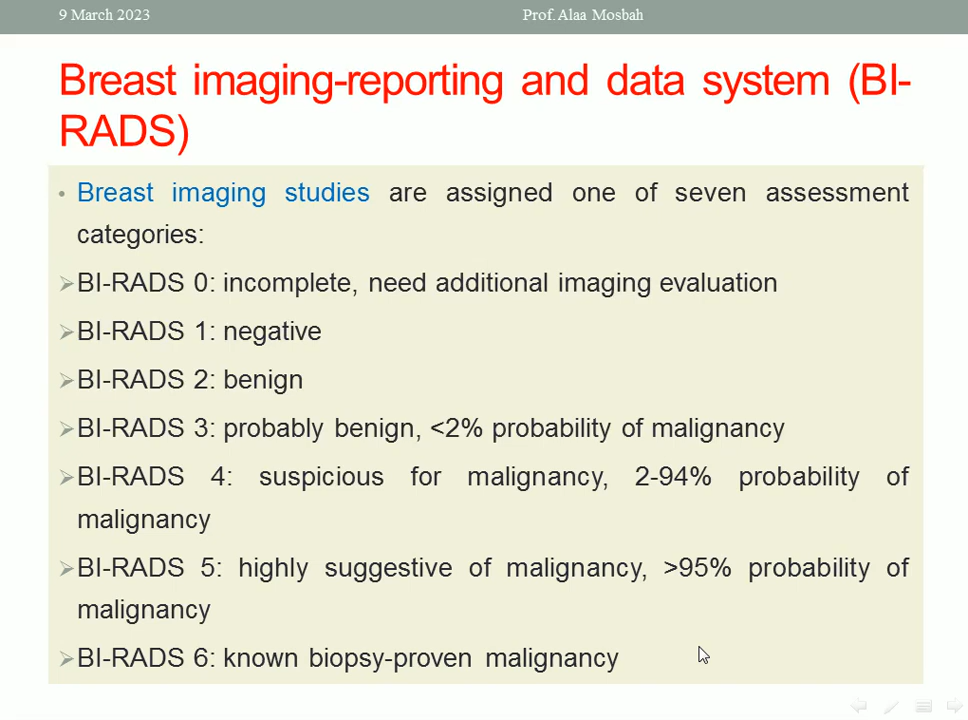 9 March 2023
Prof. Alaa Mosbah
Breast imaging-reporting and data system (BI-
RADS)
• Breast imaging studies are assigned one of seven assessment
categories:
BI-RADS 0: incomplete, need additional imaging evaluation
BI-RADS 1: negative
BI-RADS 2: benign
BI-RADS 3: probably benign, <2% probability of malignancy
BI-RADS 4: suspicious for malignancy, 2-94% probability of
malignancy
BI-RADS 5: highly suggestive of malignancy, >95% probability of
malignancy
BI-RADS 6: known biopsy-proven malignancy